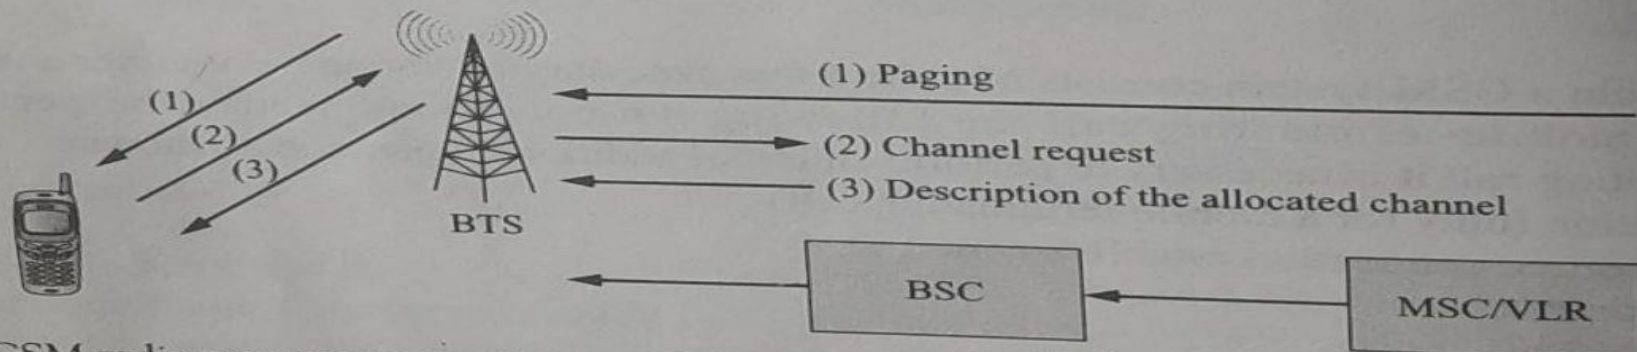 (1)
(2)
(3)
BTS
(1) Paging
(2) Channel request
(3) Description of the allocated channel
BSC
MSC/VLR